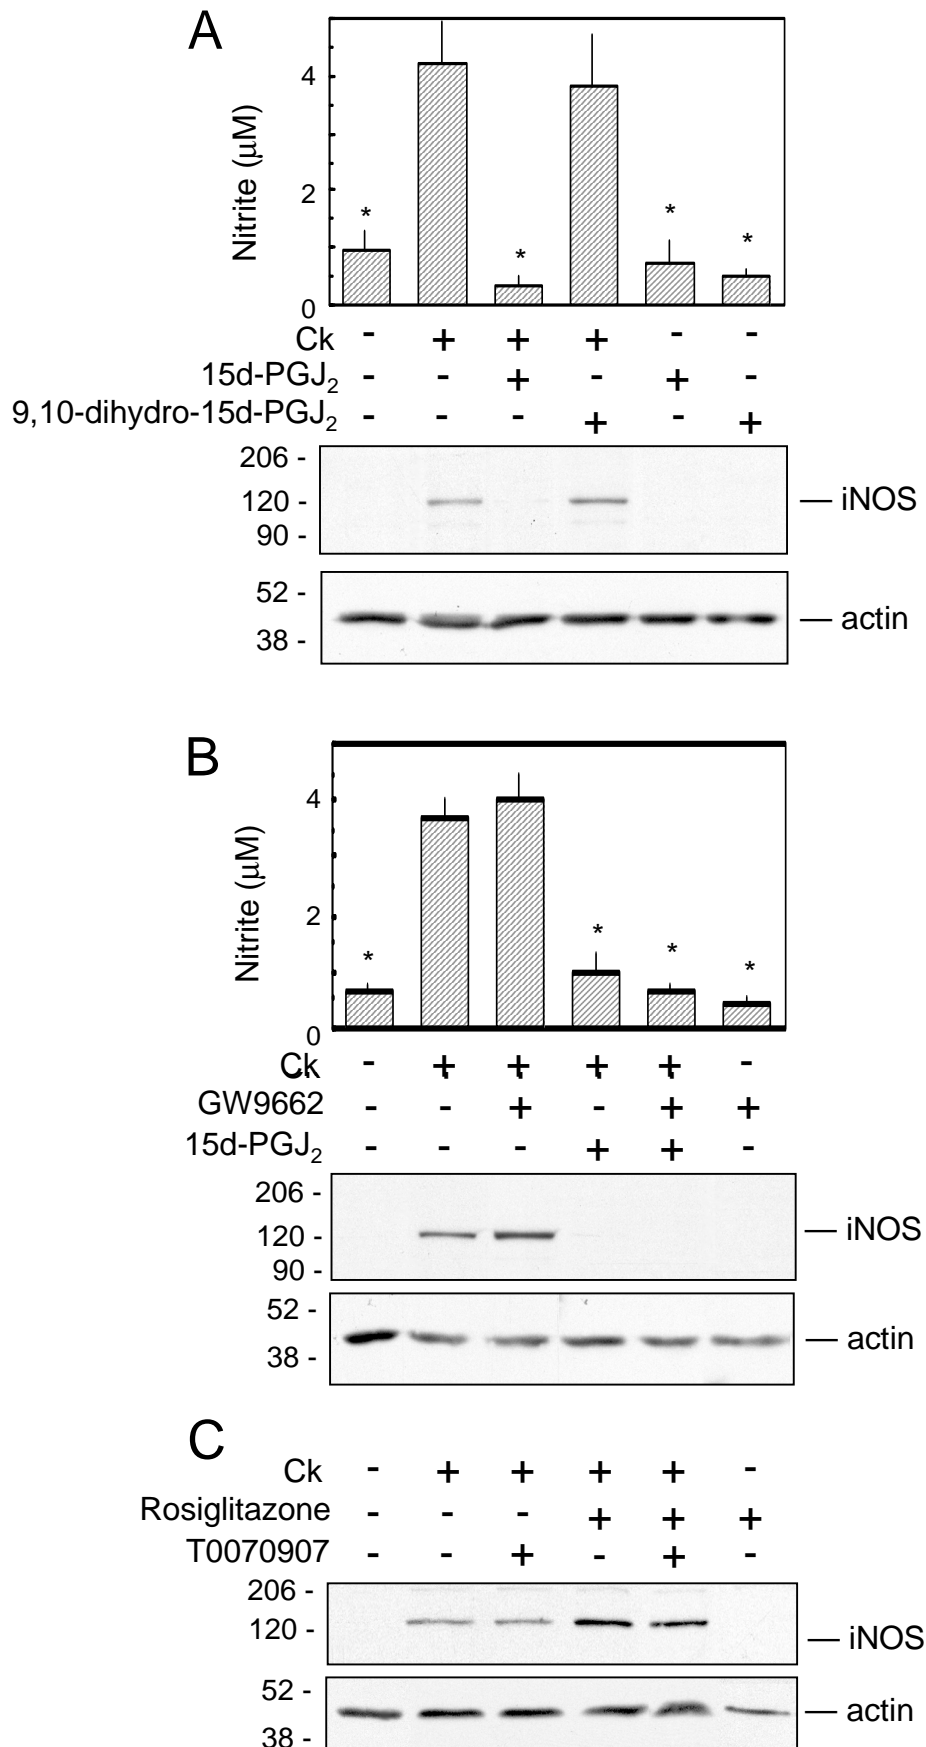 A
4
2
0
Nitrite (μM)
* * * *
Ck - + + + - -
15d-PGJ2 - - + - + -
9,10-dihydro-15d-PGJ2 - - - + - +
206 -
120 - — iNOS
90 -
52 -
— actin
38 -
B
4
2
0
Nitrite (μM)
* * * *
Ck - + + + + -
GW9662 - - + - + +
15d-PGJ2 - - - + + -
206 -
120 - — iNOS
90 -
52 -
— actin
38 -
C
Ck - + + + + -
Rosiglitazone - - - + + +
T0070907 - - + - + -
206 -
120 -
— iNOS
52 -
— actin
38 -